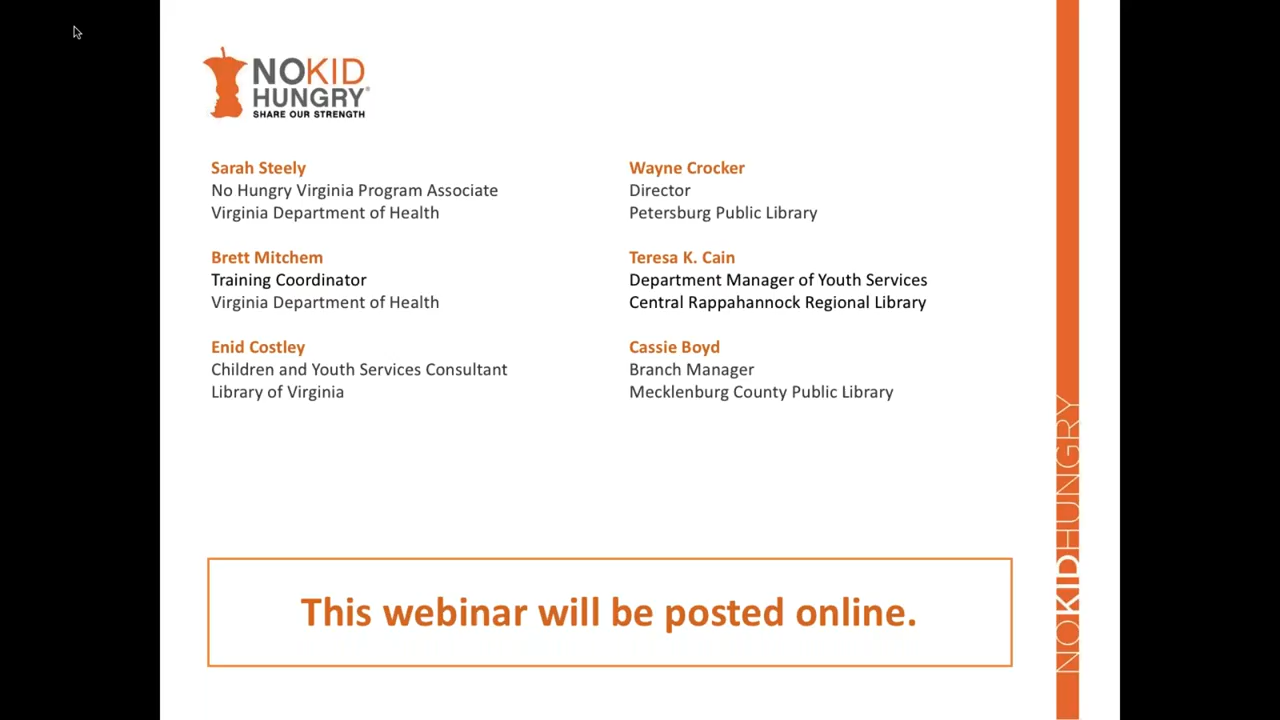 NOKID
HUNGRY®
SHARE OUR STRENGTH
Sarah Steely
No Hungry Virginia Program Associate
Virginia Department of Health
Brett Mitchem
Training Coordinator
Virginia Department of Health
Enid Costley
Children and Youth Services Consultant
Library of Virginia
Wayne Crocker
Director
Petersburg Public Library
Teresa K. Cain
Department Manager of Youth Services
Central Rappahannock Regional Library
Cassie Boyd
Branch Manager
Mecklenburg County Public Library
This webinar will be posted online.
NOKIDHUNGRY